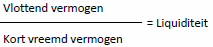 Vlottend vermogen
= Liquiditeit
Kort vreemd vermogen